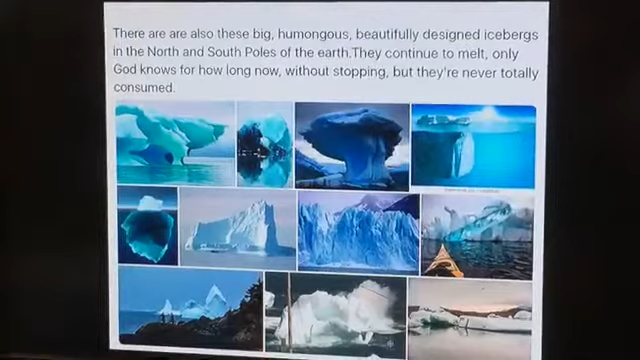 There are are also these big, humongous, beautifully designed icebergs
in the North and South Poles of the earth.They continue to melt, only
God knows for how long now, without stopping, but they're never totally
consumed.